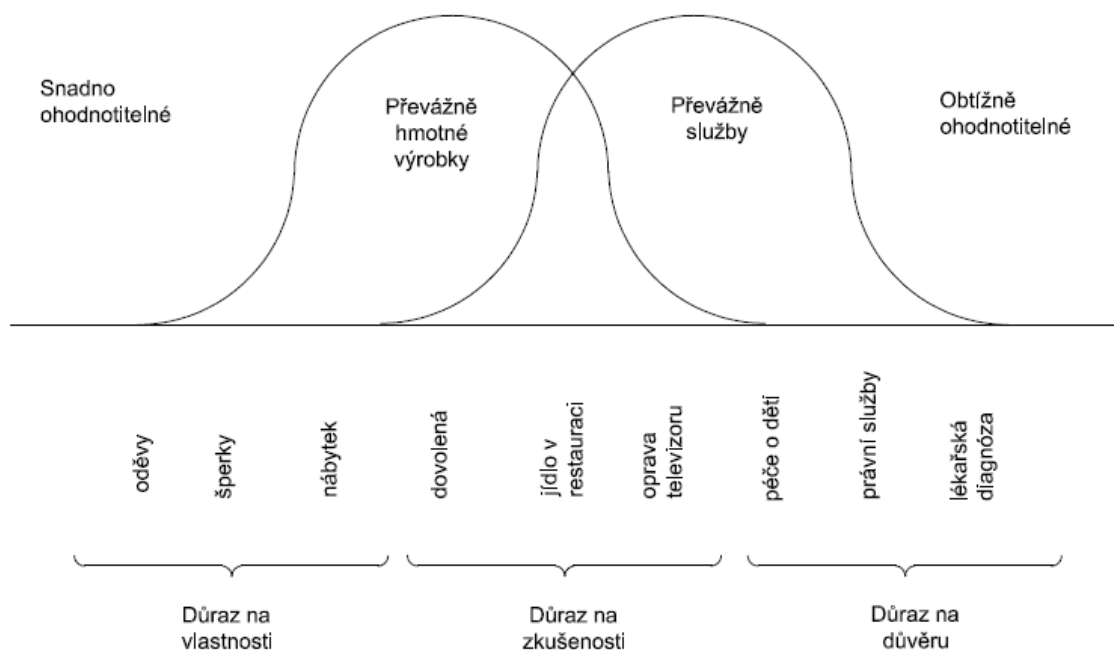 Snadno
ohodnotitelné
Převážně
hmotné
výrobky
Převážně
služby
Obtížně
ohodnotitelné
oděvy
šperky
nábytek
dovolená
jídlo v
restauraci
oprava
televizoru
péče o děti
právní služby
lékařská
diagnóza
Důraz na
vlastnosti
Důraz na
zkušenosti
Důraz na
důvěru